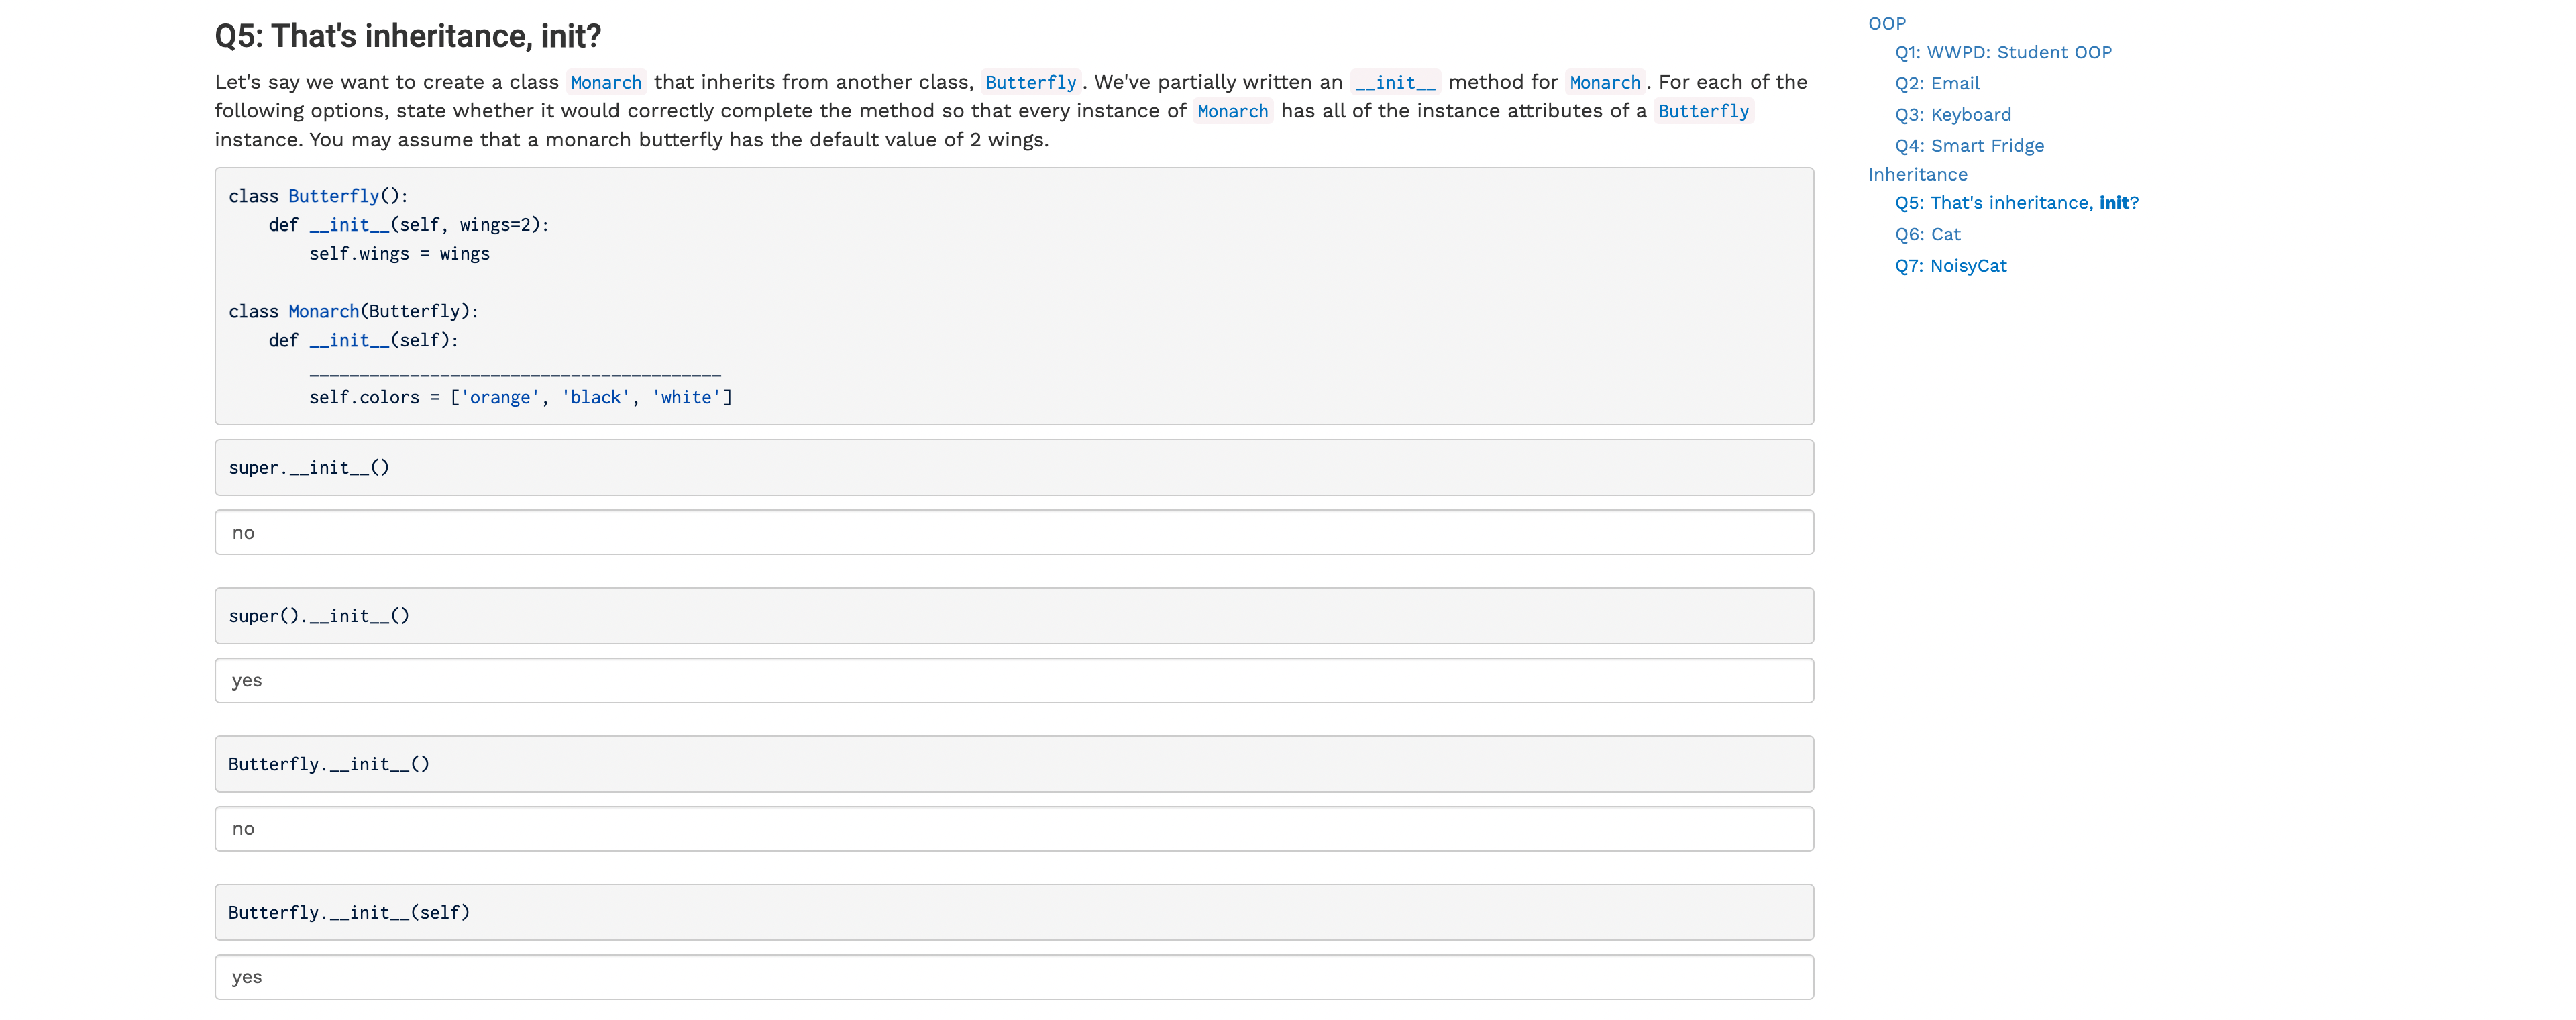 Q5: That's inheritance, init?
Let's say we want to create a class Monarch that inherits from another class, Butterfly. We've partially written an __init__ method for Monarch. For each of the
following options, state whether it would correctly complete the method so that every instance of Monarch has all of the instance attributes of a Butterfly
instance. You may assume that a monarch butterfly has the default value of 2 wings.
class Butterfly():
    def __init__(self, wings=2):
        self.wings = wings
class Monarch(Butterfly):
    def __init__(self):
        _________________________________________
        self.colors = ['orange', 'black', 'white']
super.__init__()
no
super().__init__()
yes
Butterfly.__init__()
no
Butterfly.__init__(self)
yes
OOP
Q1: WWPD: Student OOP
Q2: Email
Q3: Keyboard
Q4: Smart Fridge
Inheritance
Q5: That's inheritance, init?
Q6: Cat
Q7: NoisyCat